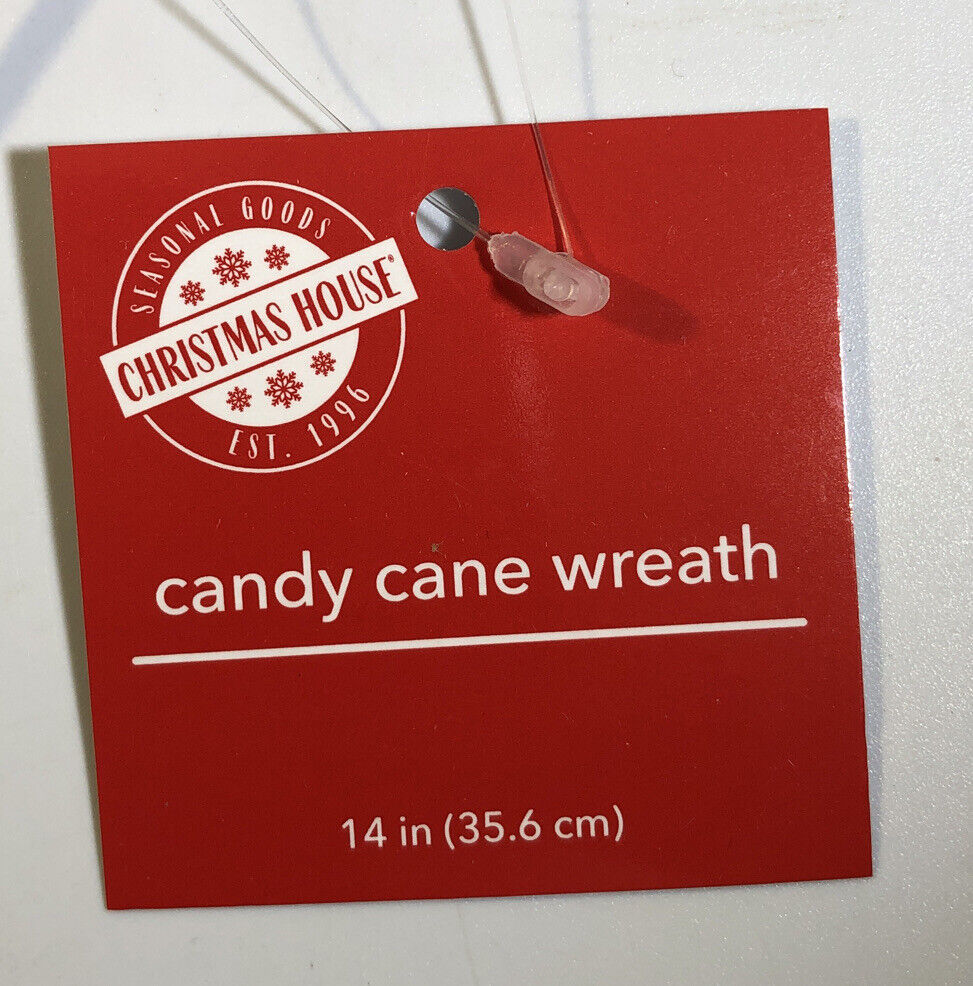 SEASONAL GOODS
CHRISTMAS HOUSE®
EST. 1996
candy cane wreath
14 in (35.6 cm)